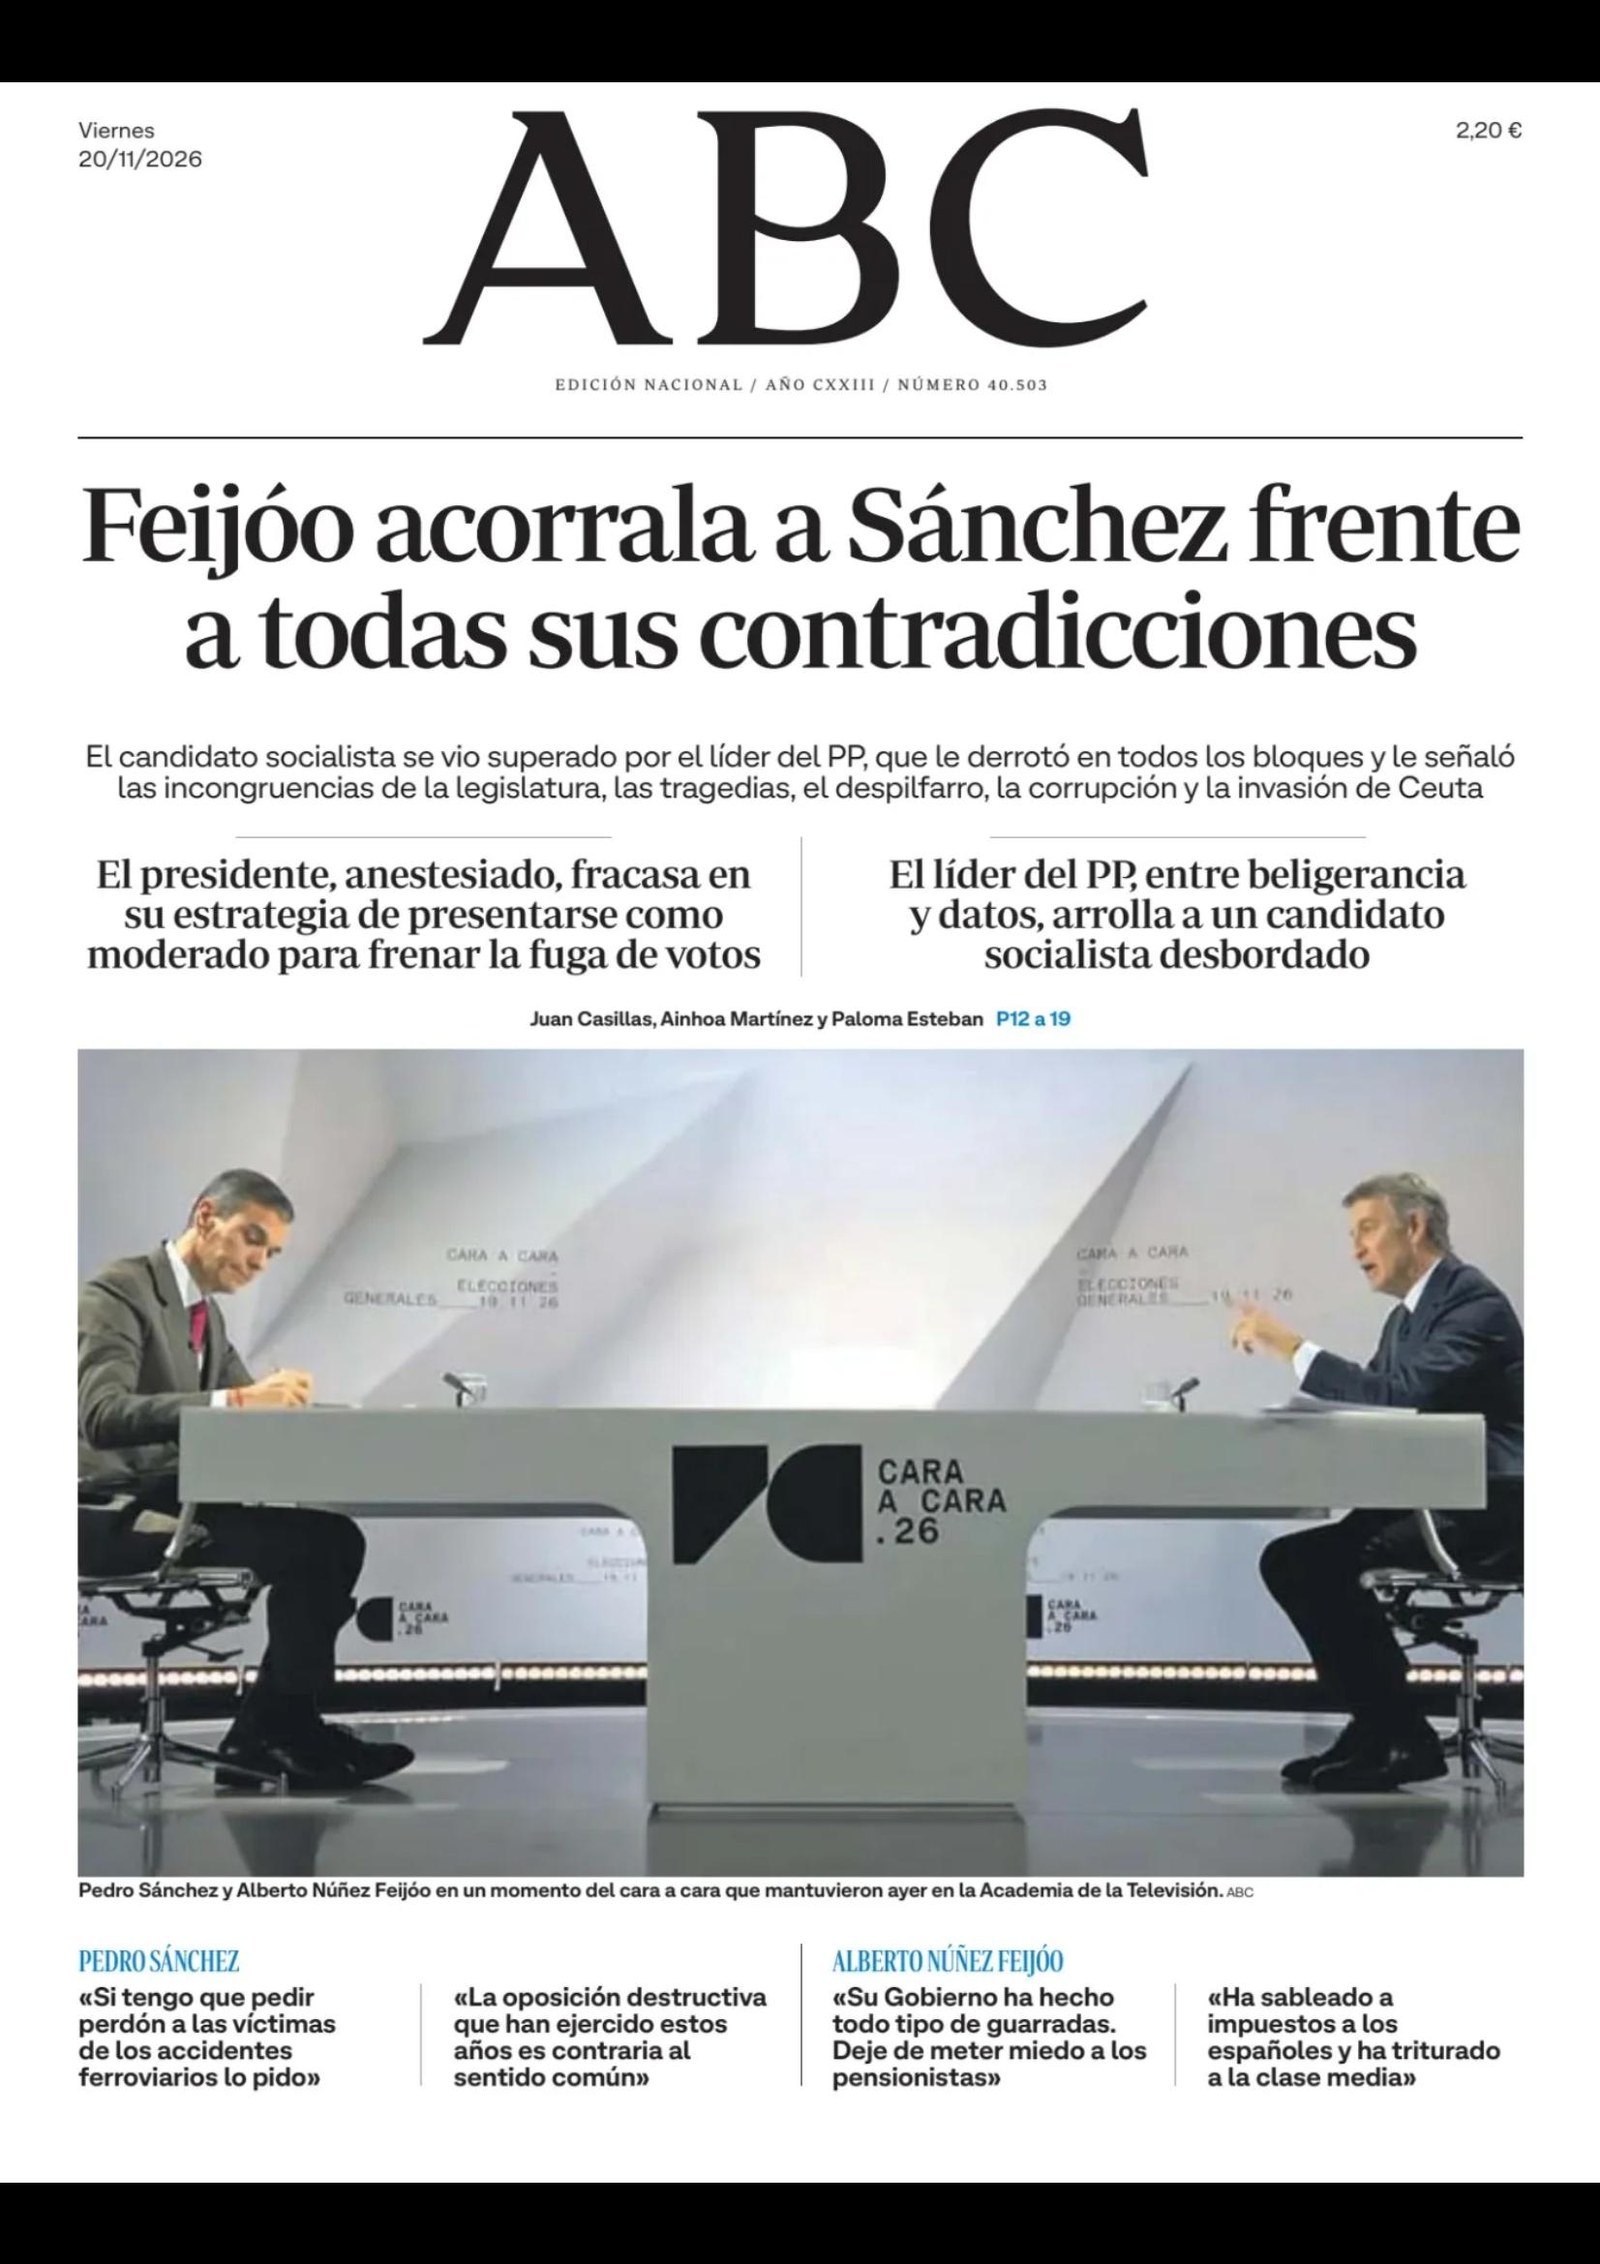 Viernes
20/11/2026
ABC
2,20 €
EDICIÓN NACIONAL / AÑO CXXIII / NÚMERO 40.503
Feijóo acorrala a Sánchez frente
a todas sus contradicciones
El candidato socialista se vio superado por el líder del PP, que le derrotó en todos los bloques y le señaló
las incongruencias de la legislatura, las tragedias, el despilfarro, la corrupción y la invasión de Ceuta
El presidente, anestesiado, fracasa en
su estrategia de presentarse como
moderado para frenar la fuga de votos
El líder del PP, entre beligerancia
y datos, arrolla a un candidato
socialista desbordado
Juan Casillas, Ainhoa Martínez y Paloma Esteban P12 a 19
CARA A CARA
ELECCIONES
GENERALES____19 11 26
CARA A CARA
ELECCIONES
GENERALES____19 11 26
CARA
A CARA
.26
CARA
A CARA
.26
CARA
A CARA
.26
Pedro Sánchez y Alberto Núñez Feijóo en un momento del cara a cara que mantuvieron ayer en la Academia de la Televisión. ABC
PEDRO SÁNCHEZ
«Si tengo que pedir
perdón a las víctimas
de los accidentes
ferroviarios lo pido»
«La oposición destructiva
que han ejercido estos
años es contraria al
sentido común»
ALBERTO NÚÑEZ FEIJÓO
«Su Gobierno ha hecho
todo tipo de guarradas.
Deje de meter miedo a los
pensionistas»
«Ha sableado a
impuestos a los
españoles y ha triturado
a la clase media»